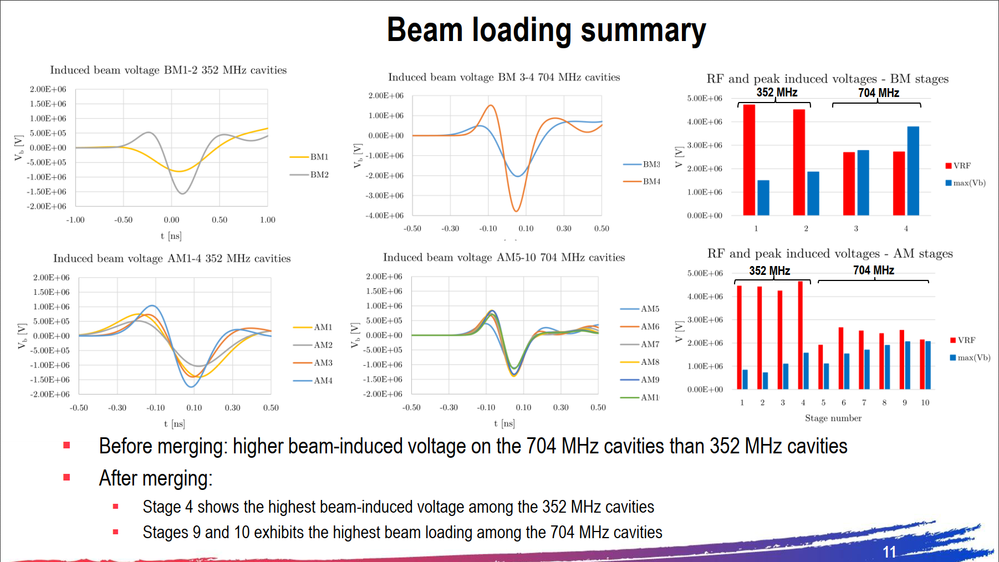 Beam loading summary
Induced beam voltage BM1-2 352 MHz cavities
2.00E+06
1.50E+06
1.00E+06
5.00E+05
0.00E+00
-5.00E+05
-1.00E+06
-1.50E+06
-2.00E+06
V_b [V]
-1.00 -0.50 0.00 0.50 1.00
t [ns]
BM1
BM2
Induced beam voltage BM 3-4 704 MHz cavities
2.00E+06
1.00E+06
0.00E+00
-1.00E+06
-2.00E+06
-3.00E+06
-4.00E+06
V_b [V]
-0.50 -0.30 -0.10 0.10 0.30 0.50
BM3
BM4
RF and peak induced voltages - BM stages
352 MHz 704 MHz
5.00E+06
4.00E+06
3.00E+06
2.00E+06
1.00E+06
0.00E+00
V [V]
1 2 3 4
VRF
max(Vb)
Induced beam voltage AM1-4 352 MHz cavities
2.00E+06
1.50E+06
1.00E+06
5.00E+05
0.00E+00
-5.00E+05
-1.00E+06
-1.50E+06
-2.00E+06
V_b [V]
-0.50 -0.30 -0.10 0.10 0.30 0.50
t [ns]
AM1
AM2
AM3
AM4
Induced beam voltage AM5-10 704 MHz cavities
2.00E+06
1.50E+06
1.00E+06
5.00E+05
0.00E+00
-5.00E+05
-1.00E+06
-1.50E+06
-2.00E+06
V_b [V]
-0.50 -0.30 -0.10 0.10 0.30 0.50
t [ns]
AM5
AM6
AM7
AM8
AM9
AM1
RF and peak induced voltages - AM stages
352 MHz 704 MHz
5.00E+06
4.00E+06
3.00E+06
2.00E+06
1.00E+06
0.00E+00
V [V]
1 2 3 4 5 6 7 8 9 10
Stage number
VRF
max(Vb)
Before merging: higher beam-induced voltage on the 704 MHz cavities than 352 MHz cavities
After merging:
Stage 4 shows the highest beam-induced voltage among the 352 MHz cavities
Stages 9 and 10 exhibits the highest beam loading among the 704 MHz cavities
11